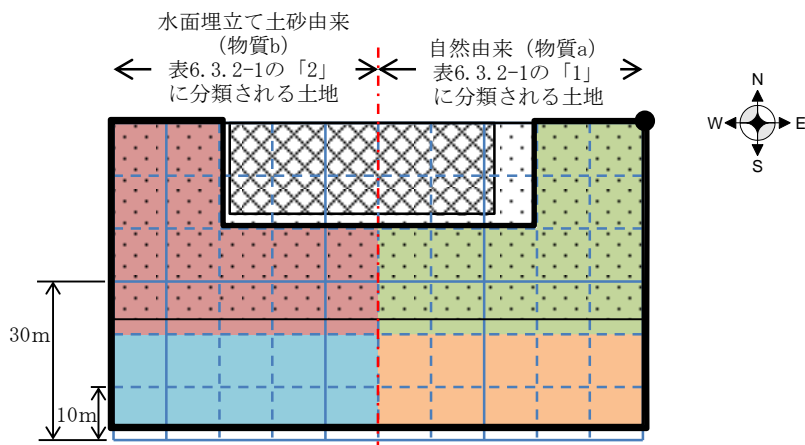 水面埋立て土砂由来
（物質b）
表6.3.2-1の「2」
に分類される土地
自然由来（物質a）
表6.3.2-1の「1」
に分類される土地
N
W
E
S
30m
10m